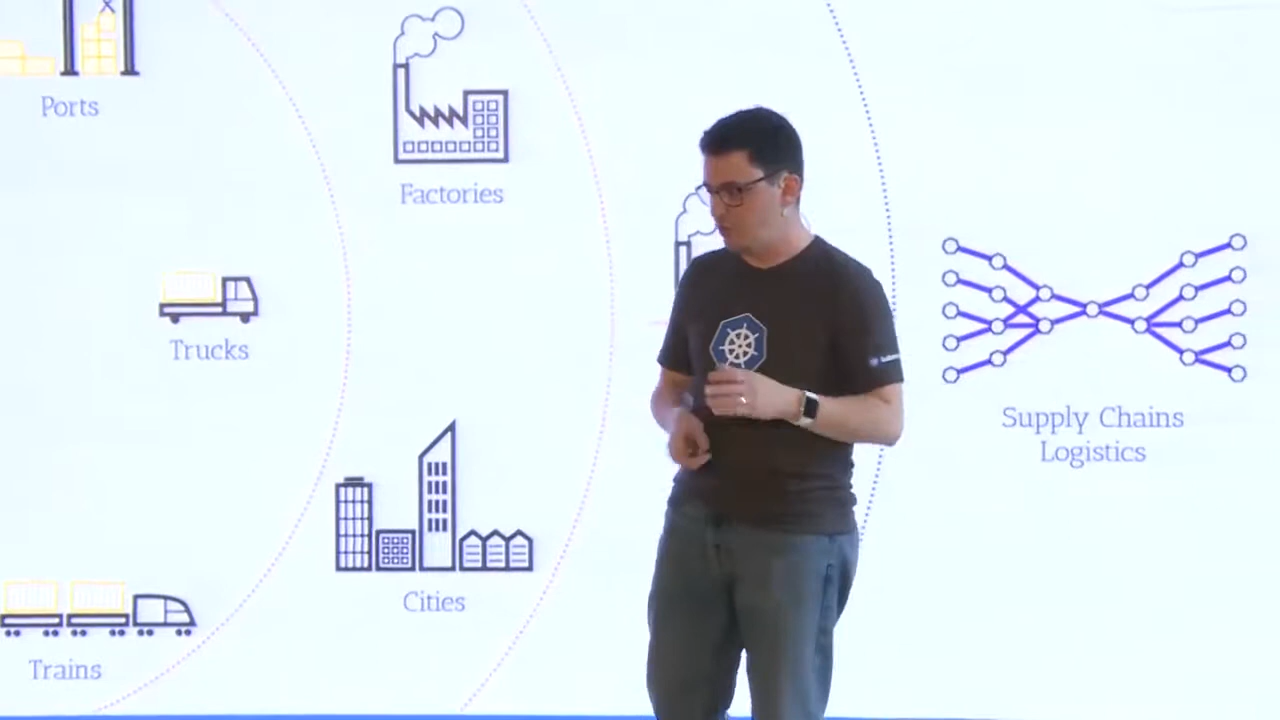 Ports
Factories
Trucks
Supply Chains
Logistics
Cities
Trains